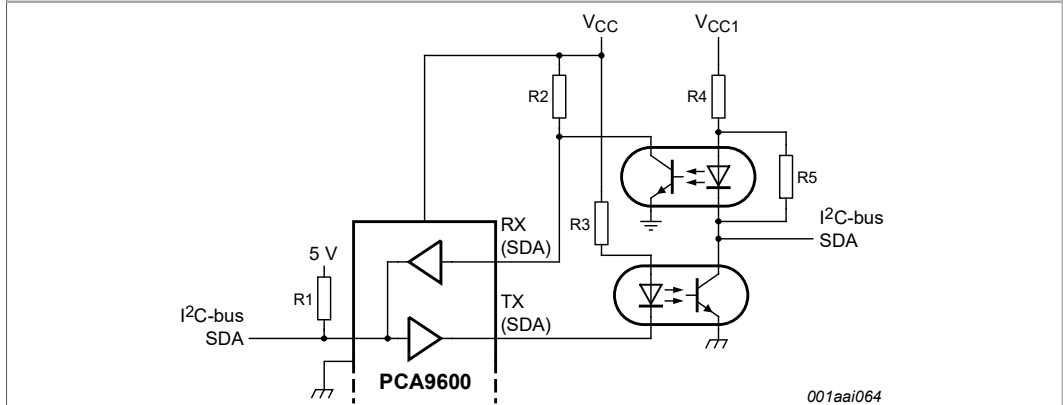 VCC
VCC1
R2
R4
R5
R3
RX
(SDA)
I2C-bus
SDA
5 V
R1
TX
(SDA)
I2C-bus
SDA
PCA9600
001aai064